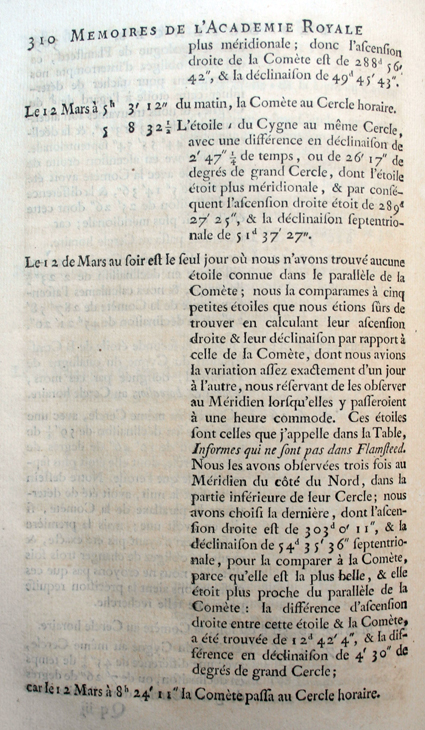 310 MEMOIRES DE L'ACADEMIE ROYALE
plus méridionale; donc l'aſcenſion
droite de la Comète eſt de 288ᵈ 56′
42″, & la déclinaiſon de 49ᵈ 45′ 43″.
Le 12 Mars à 5ʰ 3′ 12″ du matin, la Comète au Cercle horaire.
5 8 32½ L'étoile ι du Cygne au même Cercle,
avec une différence en déclinaiſon de
2′ 47″¼ de temps, ou de 26′ 17″ de
degrés de grand Cercle, dont l'étoile
étoit plus méridionale, & par conſé-
quent l'aſcenſion droite étoit de 289ᵈ
27′ 25″, & la déclinaiſon ſeptentrio-
nale de 51ᵈ 37′ 27″.
Le 12 de Mars au ſoir eſt le ſeul jour où nous n'avons trouvé aucune
étoile connue dans le parallèle de la
Comète; nous la comparames à cinq
petites étoiles que nous étions ſûrs de
trouver en calculant leur aſcenſion
droite & leur déclinaiſon par rapport à
celle de la Comète, dont nous avions
la variation aſſez exactement d'un jour
à l'autre, nous réſervant de les obſerver
au Méridien lorſqu'elles y paſſeroient
à une heure commode. Ces étoiles
ſont celles que j'appelle dans la Table,
Informes qui ne ſont pas dans Flamſteed.
Nous les avons obſervées trois fois au
Méridien du côté du Nord, dans la
partie inférieure de leur Cercle; nous
avons choiſi la dernière, dont l'aſcen-
ſion droite eſt de 303ᵈ 0′ 11″, & la
déclinaiſon de 54ᵈ 35′ 36″ ſeptentrio-
nale, pour la comparer à la Comète,
parce qu'elle eſt la plus belle, & elle
étoit plus proche du parallèle de la
Comète: la différence d'aſcenſion
droite entre cette étoile & la Comète,
a été trouvée de 12ᵈ 42′ 4″, & la diſ-
férence en déclinaiſon de 4′ 30″ de
degrés de grand Cercle;
car le 12 Mars à 8ʰ 24′ 11″ la Comète paſſa au Cercle horaire.